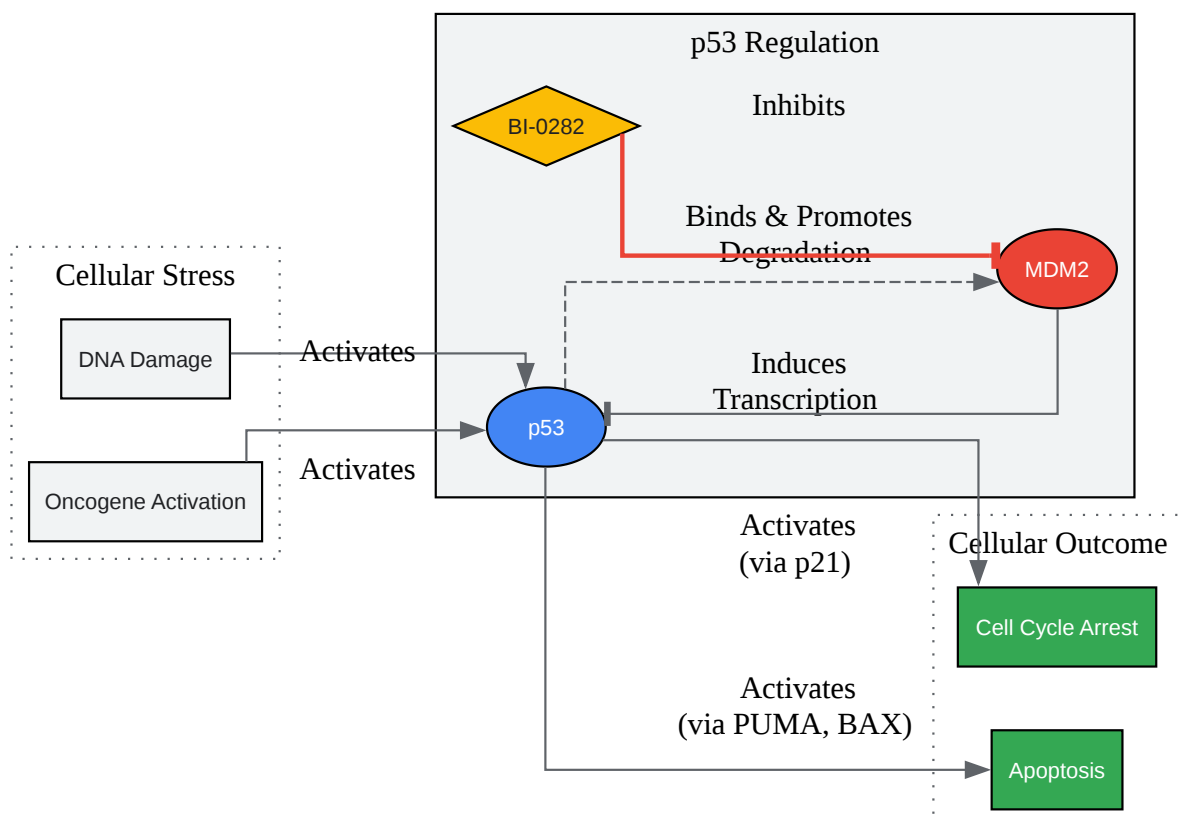 p53 Regulation
BI-0282
Inhibits
Binds & Promotes
Degradation
MDM2
Cellular Stress
DNA Damage
Activates
Induces
Transcription
p53
Oncogene Activation
Activates
Activates
(via p21)
Cellular Outcome
Cell Cycle Arrest
Activates
(via PUMA, BAX)
Apoptosis